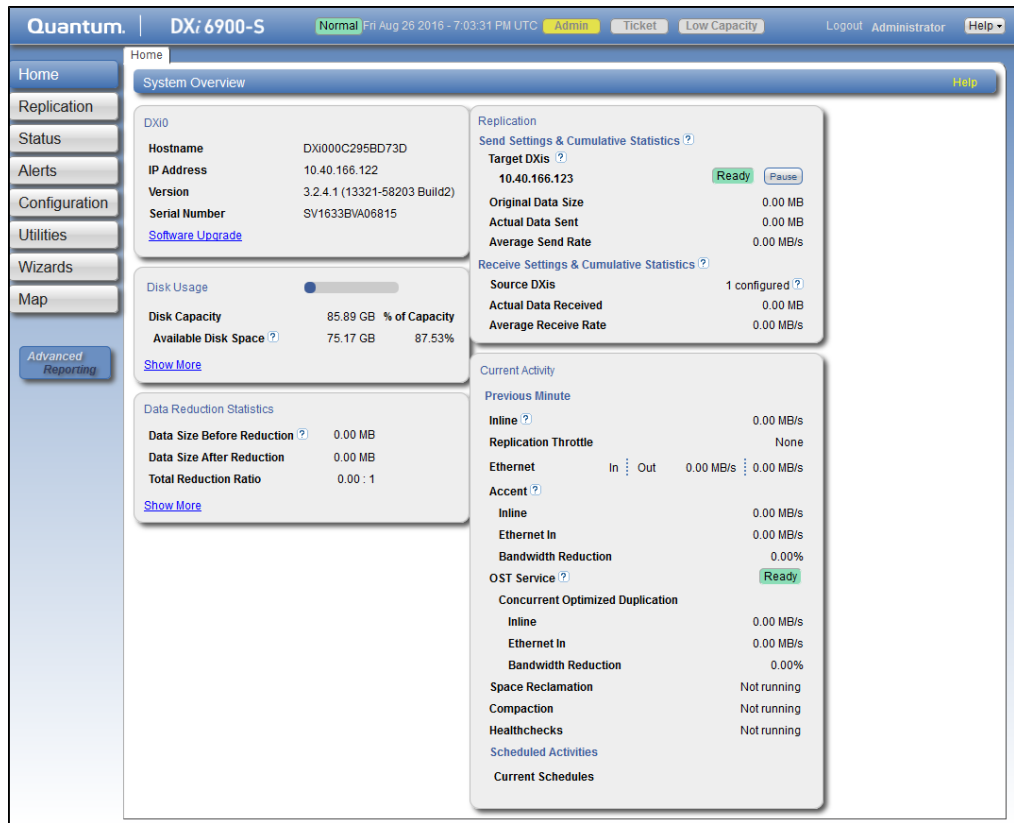 Quantum. DXi 6900-S Normal Fri Aug 26 2016 - 7:03:31 PM UTC Admin Ticket Low Capacity Logout Administrator Help
Home
Home
Replication
Status
Alerts
Configuration
Utilities
Wizards
Map
Advanced
Reporting
System Overview Help
DXi0
Hostname DXi000C295BD73D
IP Address 10.40.166.122
Version 3.2.4.1 (13321-58203 Build2)
Serial Number SV1633BVA06815
Software Upgrade
Disk Usage
Disk Capacity 85.89 GB % of Capacity
Available Disk Space ? 75.17 GB 87.53%
Show More
Data Reduction Statistics
Data Size Before Reduction ? 0.00 MB
Data Size After Reduction 0.00 MB
Total Reduction Ratio 0.00 : 1
Show More
Replication
Send Settings & Cumulative Statistics ?
Target DXis ?
10.40.166.123 Ready Pause
Original Data Size 0.00 MB
Actual Data Sent 0.00 MB
Average Send Rate 0.00 MB/s
Receive Settings & Cumulative Statistics ?
Source DXis 1 configured ?
Actual Data Received 0.00 MB
Average Receive Rate 0.00 MB/s
Current Activity
Previous Minute
Inline ? 0.00 MB/s
Replication Throttle None
Ethernet In Out 0.00 MB/s 0.00 MB/s
Accent ?
Inline 0.00 MB/s
Ethernet In 0.00 MB/s
Bandwidth Reduction 0.00%
OST Service ? Ready
Concurrent Optimized Duplication
Inline 0.00 MB/s
Ethernet In 0.00 MB/s
Bandwidth Reduction 0.00%
Space Reclamation Not running
Compaction Not running
Healthchecks Not running
Scheduled Activities
Current Schedules